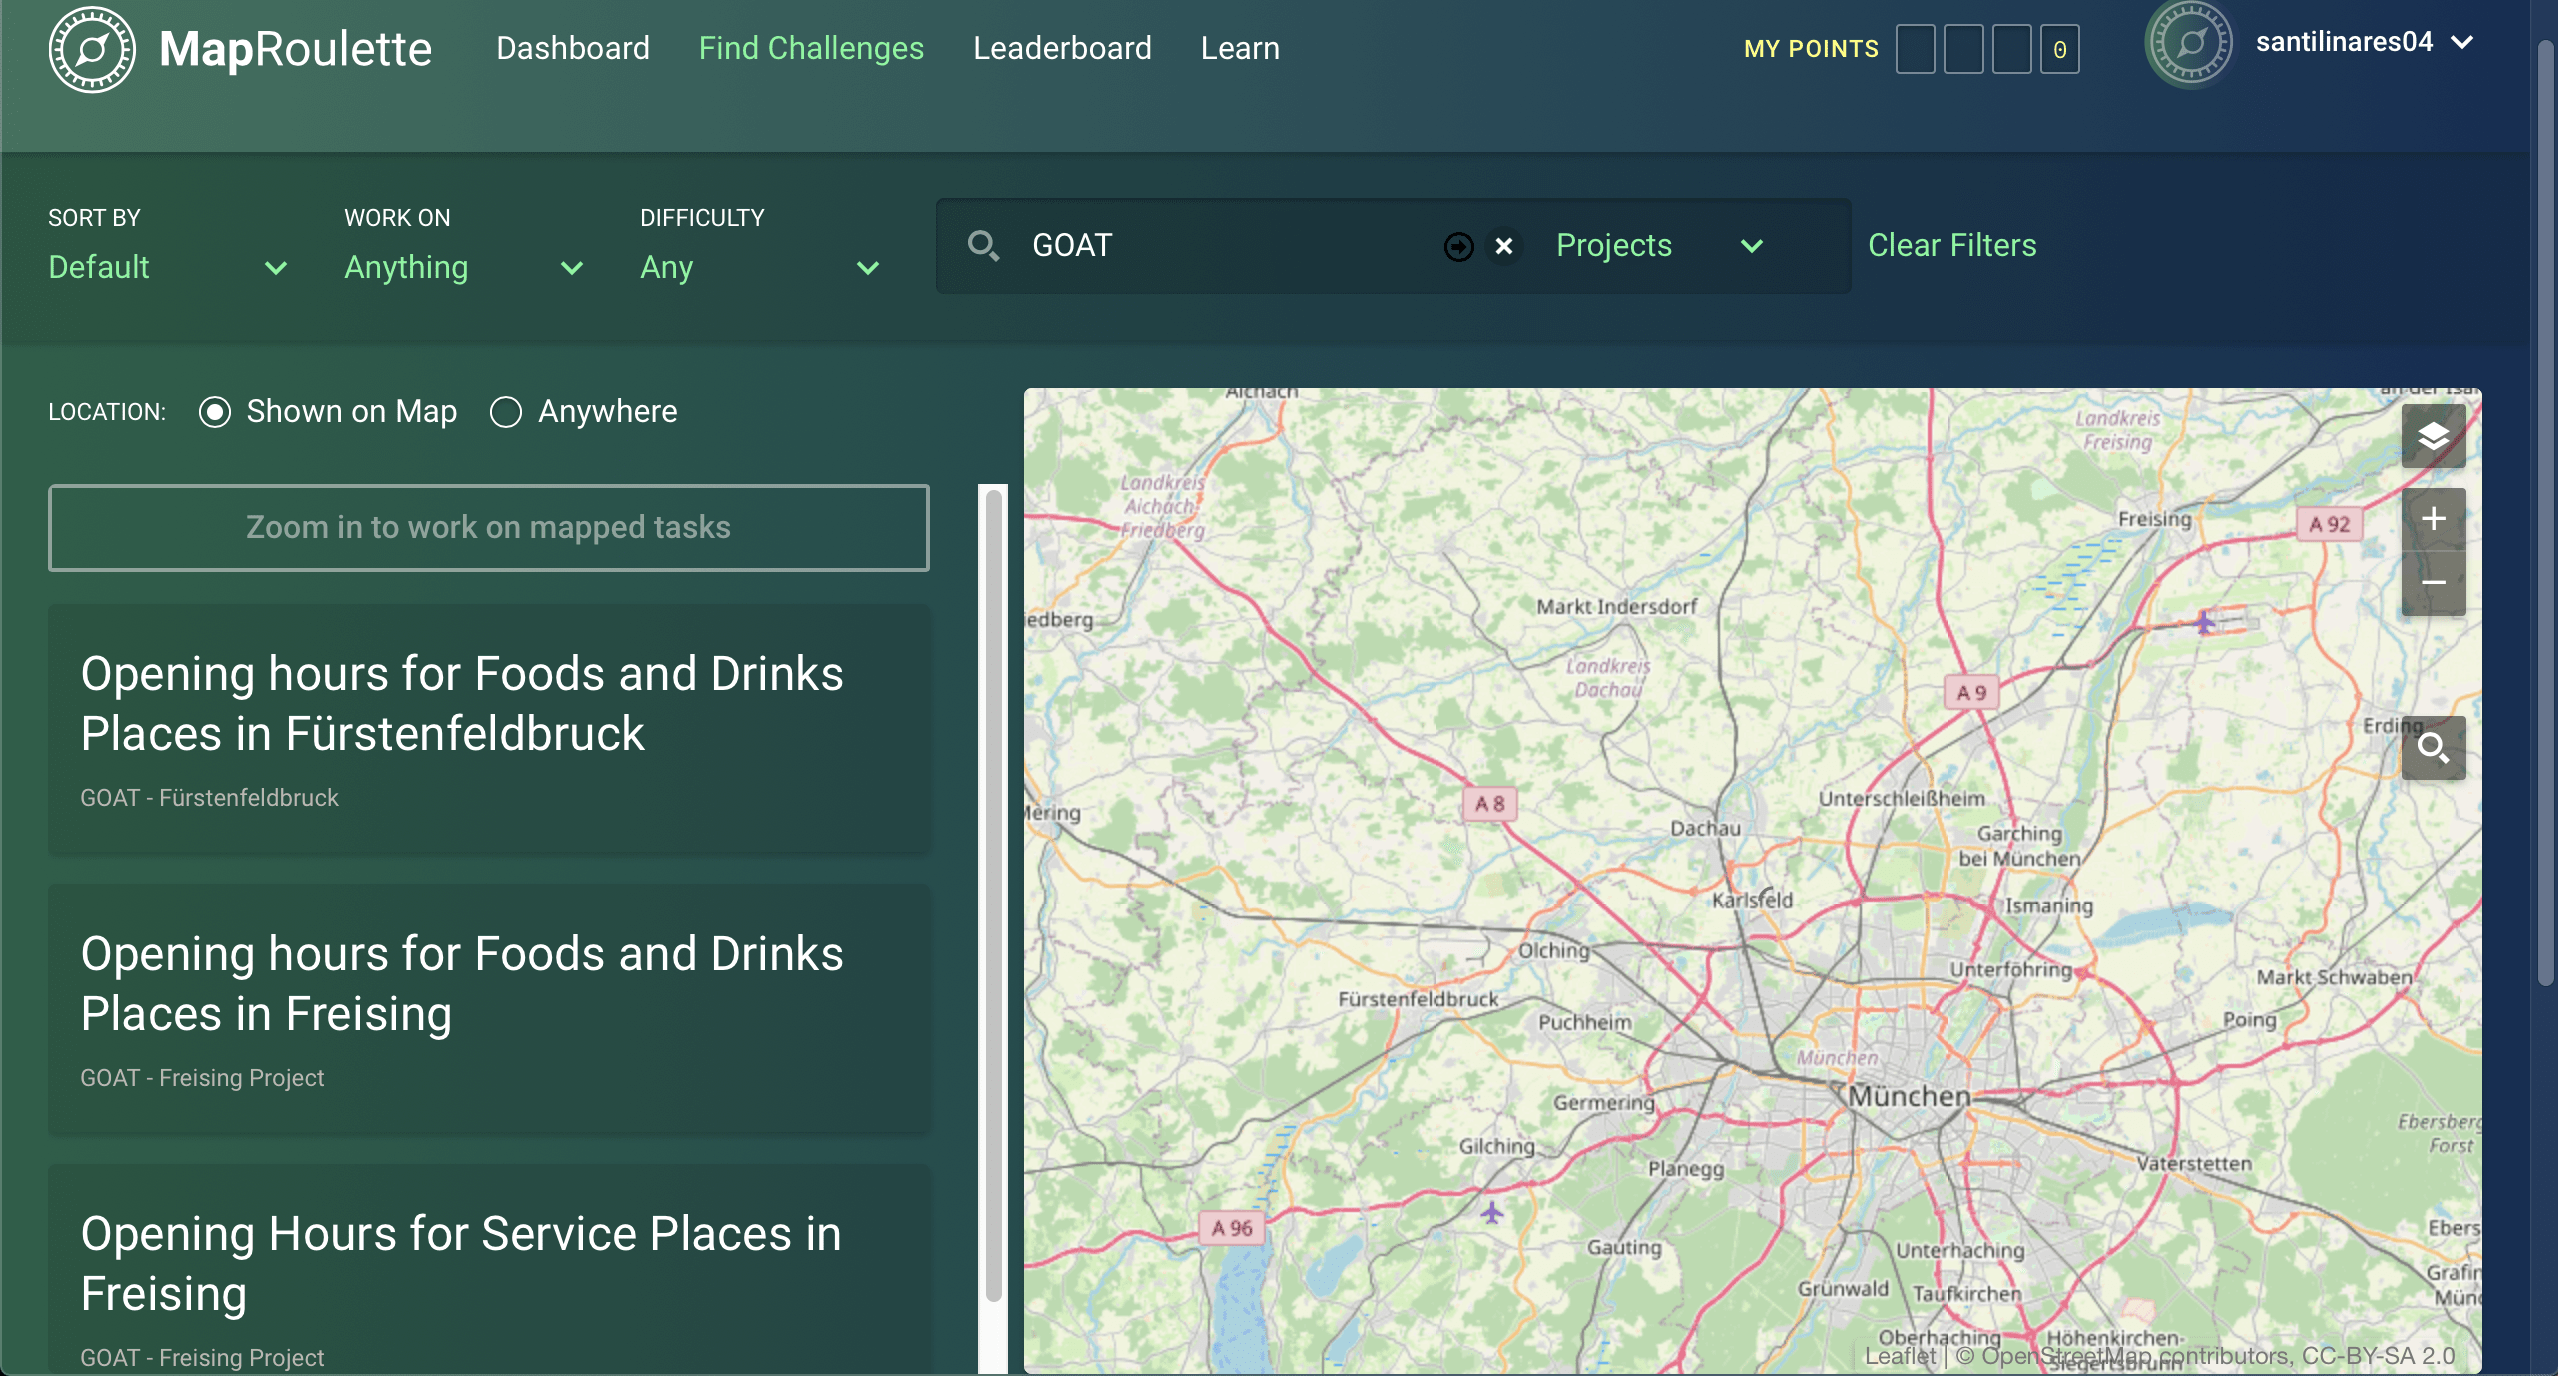 MapRoulette
Dashboard
Find Challenges
Leaderboard
Learn
MY POINTS
0
santilinares04
SORT BY
Default
WORK ON
Anything
DIFFICULTY
Any
GOAT
Projects
Clear Filters
LOCATION:
Shown on Map
Anywhere
Zoom in to work on mapped tasks
Opening hours for Foods and Drinks
Places in Fürstenfeldbruck
GOAT - Fürstenfeldbruck
Opening hours for Foods and Drinks
Places in Freising
GOAT - Freising Project
Opening Hours for Service Places in
Freising
GOAT - Freising Project
Aichach
Landkreis
Freising
Landkreis
Aichach-
Friedberg
Freising
A 92
iedberg
Markt Indersdorf
Landkreis
Dachau
A 9
Erding
A 8
Mering
Unterschleißheim
Dachau
Garching
bei München
Karlsfeld
Ismaning
Olching
Unterföhring
Markt Schwaben
Fürstenfeldbruck
Puchheim
Poing
München
München
Germering
Ebersberg
Forst
Gilching
Planegg
Vaterstetten
A 96
Gauting
Unterhaching
Ebers
Grünwald
Taufkirchen
Grafin
Münc
Oberhaching
Höhenkirchen-
Siegertsbrunn
Leaflet | © OpenStreetMap contributors, CC-BY-SA 2.0